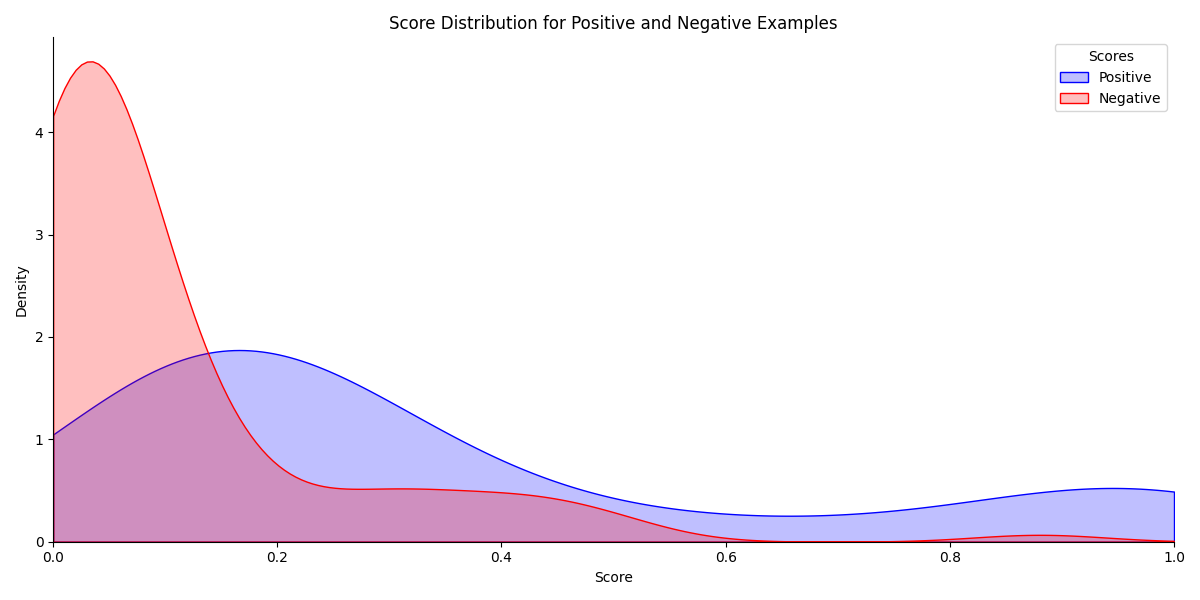 Score Distribution for Positive and Negative Examples
Scores
Positive
Negative
Density
4
3
2
1
0
0.0 0.2 0.4 0.6 0.8 1.0
Score